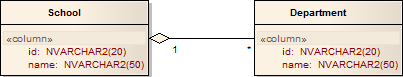 School
«column»
id: NVARCHAR2(20)
name: NVARCHAR2(50)
1
*
Department
«column»
id: NVARCHAR2(20)
name: NVARCHAR2(50)